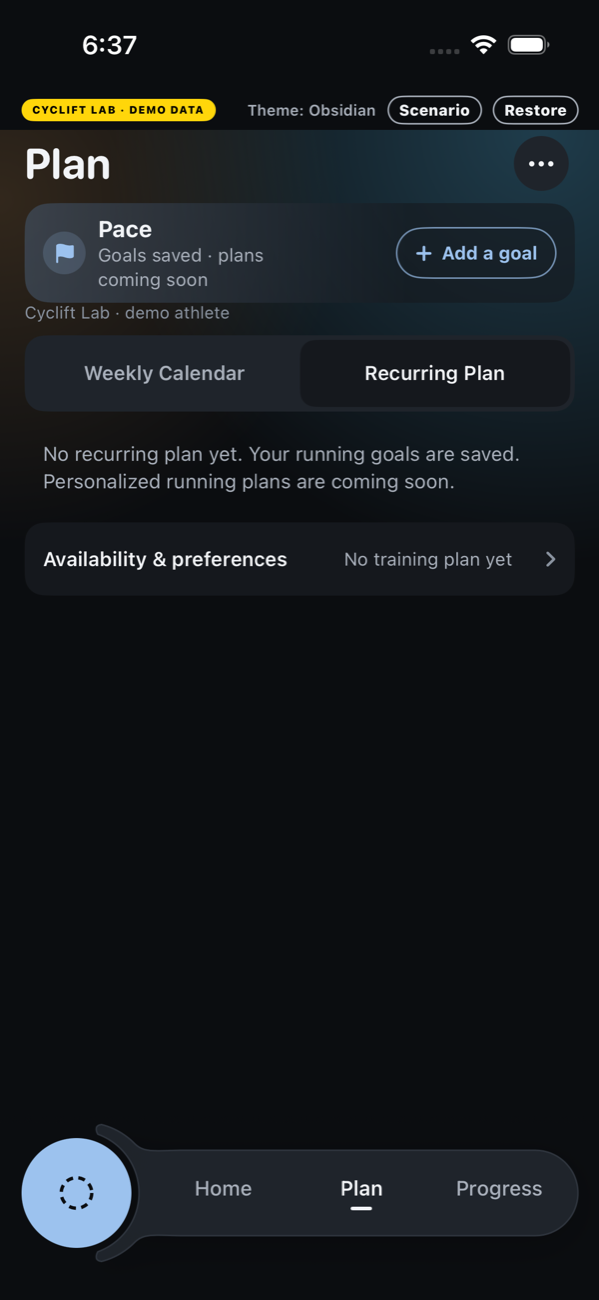 6:37
CYCLIFT LAB · DEMO DATA
Theme: Obsidian
Scenario
Restore
Plan
Pace
Goals saved · plans
coming soon
+ Add a goal
Cyclift Lab · demo athlete
Weekly Calendar
Recurring Plan
No recurring plan yet. Your running goals are saved.
Personalized running plans are coming soon.
Availability & preferences
No training plan yet
Home
Plan
Progress